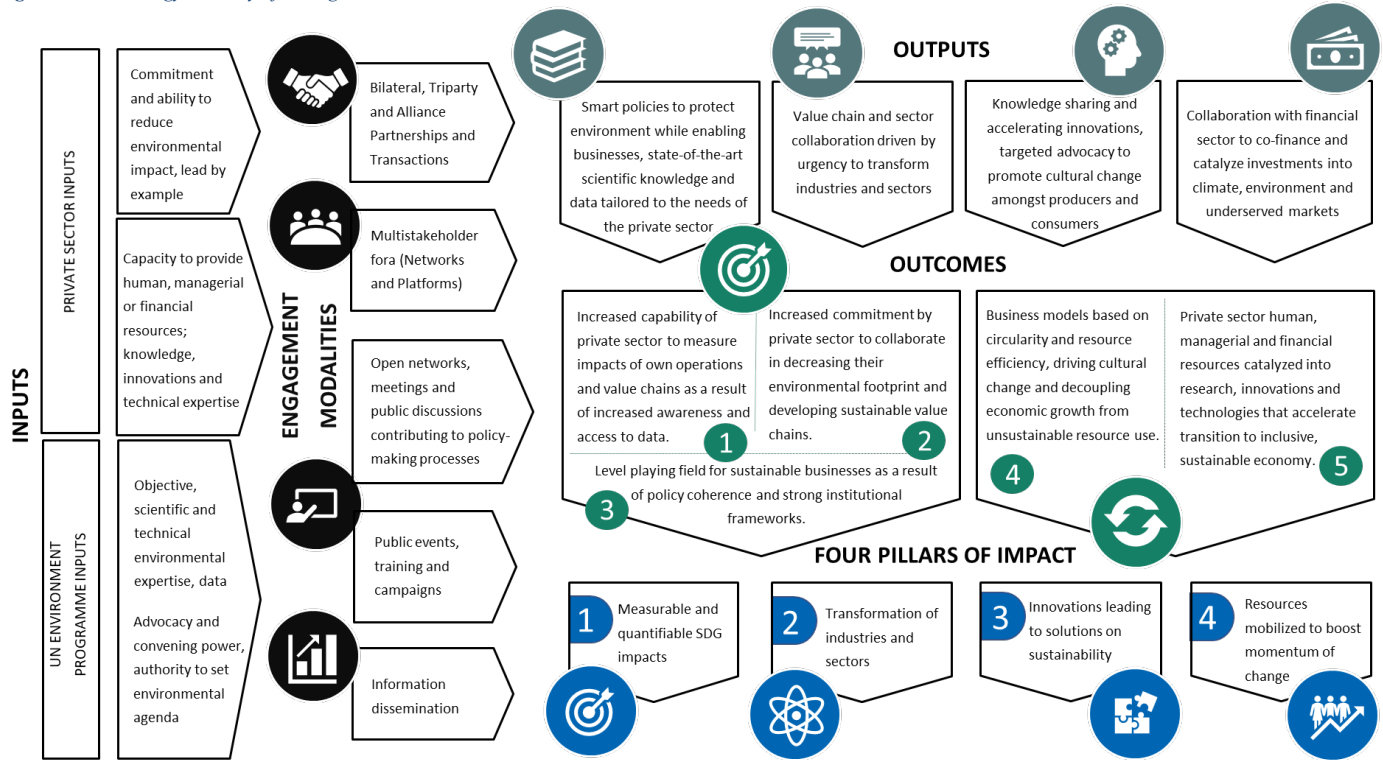 INPUTS
PRIVATE SECTOR INPUTS
Commitment
and ability to
reduce
environmental
impact, lead by
example
Capacity to provide
human, managerial
or financial
resources;
knowledge,
innovations and
technical expertise
UN ENVIRONMENT
PROGRAMME INPUTS
Objective,
scientific and
technical
environmental
expertise, data
Advocacy and
convening power,
authority to set
environmental
agenda
ENGAGEMENT
MODALITIES
Bilateral, Triparty
and Alliance
Partnerships and
Transactions
Multistakeholder
fora (Networks
and Platforms)
Open networks,
meetings and
public discussions
contributing to policy-
making processes
Public events,
training and
campaigns
Information
dissemination
OUTPUTS
Smart policies to protect
environment while enabling
businesses, state-of-the-art
scientific knowledge and
data tailored to the needs of
the private sector
Value chain and sector
collaboration driven by
urgency to transform
industries and sectors
Knowledge sharing and
accelerating innovations,
targeted advocacy to
promote cultural change
amongst producers and
consumers
Collaboration with financial
sector to co-finance and
catalyze investments into
climate, environment and
underserved markets
OUTCOMES
Increased capability of
private sector to measure
impacts of own operations
and value chains as a result
of increased awareness and
access to data.
1
Increased commitment by
private sector to collaborate
in decreasing their
environmental footprint and
developing sustainable value
chains.
2
Level playing field for sustainable businesses as a result
of policy coherence and strong institutional
frameworks.
3
Business models based on
circularity and resource
efficiency, driving cultural
change and decoupling
economic growth from
unsustainable resource use.
4
Private sector human,
managerial and financial
resources catalyzed into
research, innovations and
technologies that accelerate
transition to inclusive,
sustainable economy.
5
FOUR PILLARS OF IMPACT
1
Measurable and
quantifiable SDG
impacts
2
Transformation of
industries and
sectors
3
Innovations leading
to solutions on
sustainability
4
Resources
mobilized to boost
momentum of
change